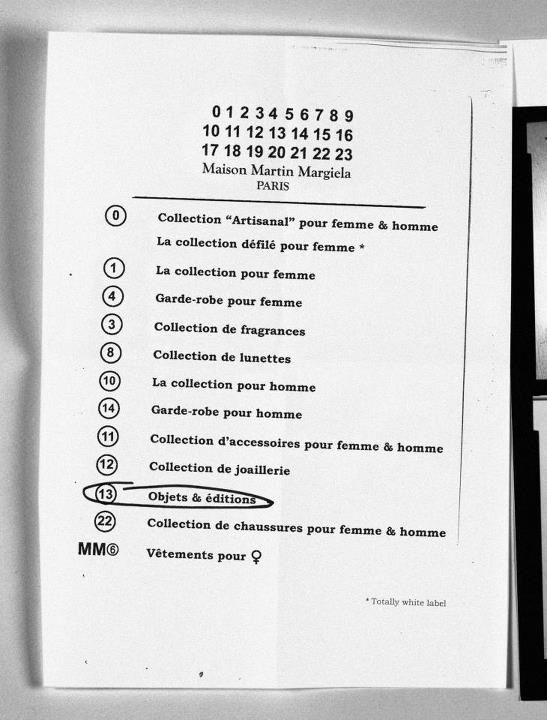 0 1 2 3 4 5 6 7 8 9
10 11 12 13 14 15 16
17 18 19 20 21 22 23
Maison Martin Margiela
PARIS
0 Collection “Artisanal” pour femme & homme
La collection défilé pour femme *
1 La collection pour femme
4 Garde-robe pour femme
3 Collection de fragrances
8 Collection de lunettes
10 La collection pour homme
14 Garde-robe pour homme
11 Collection d'accessoires pour femme & homme
12 Collection de joaillerie
13 Objets & éditions
22 Collection de chaussures pour femme & homme
MM⑥ Vêtements pour ♀
* Totally white label